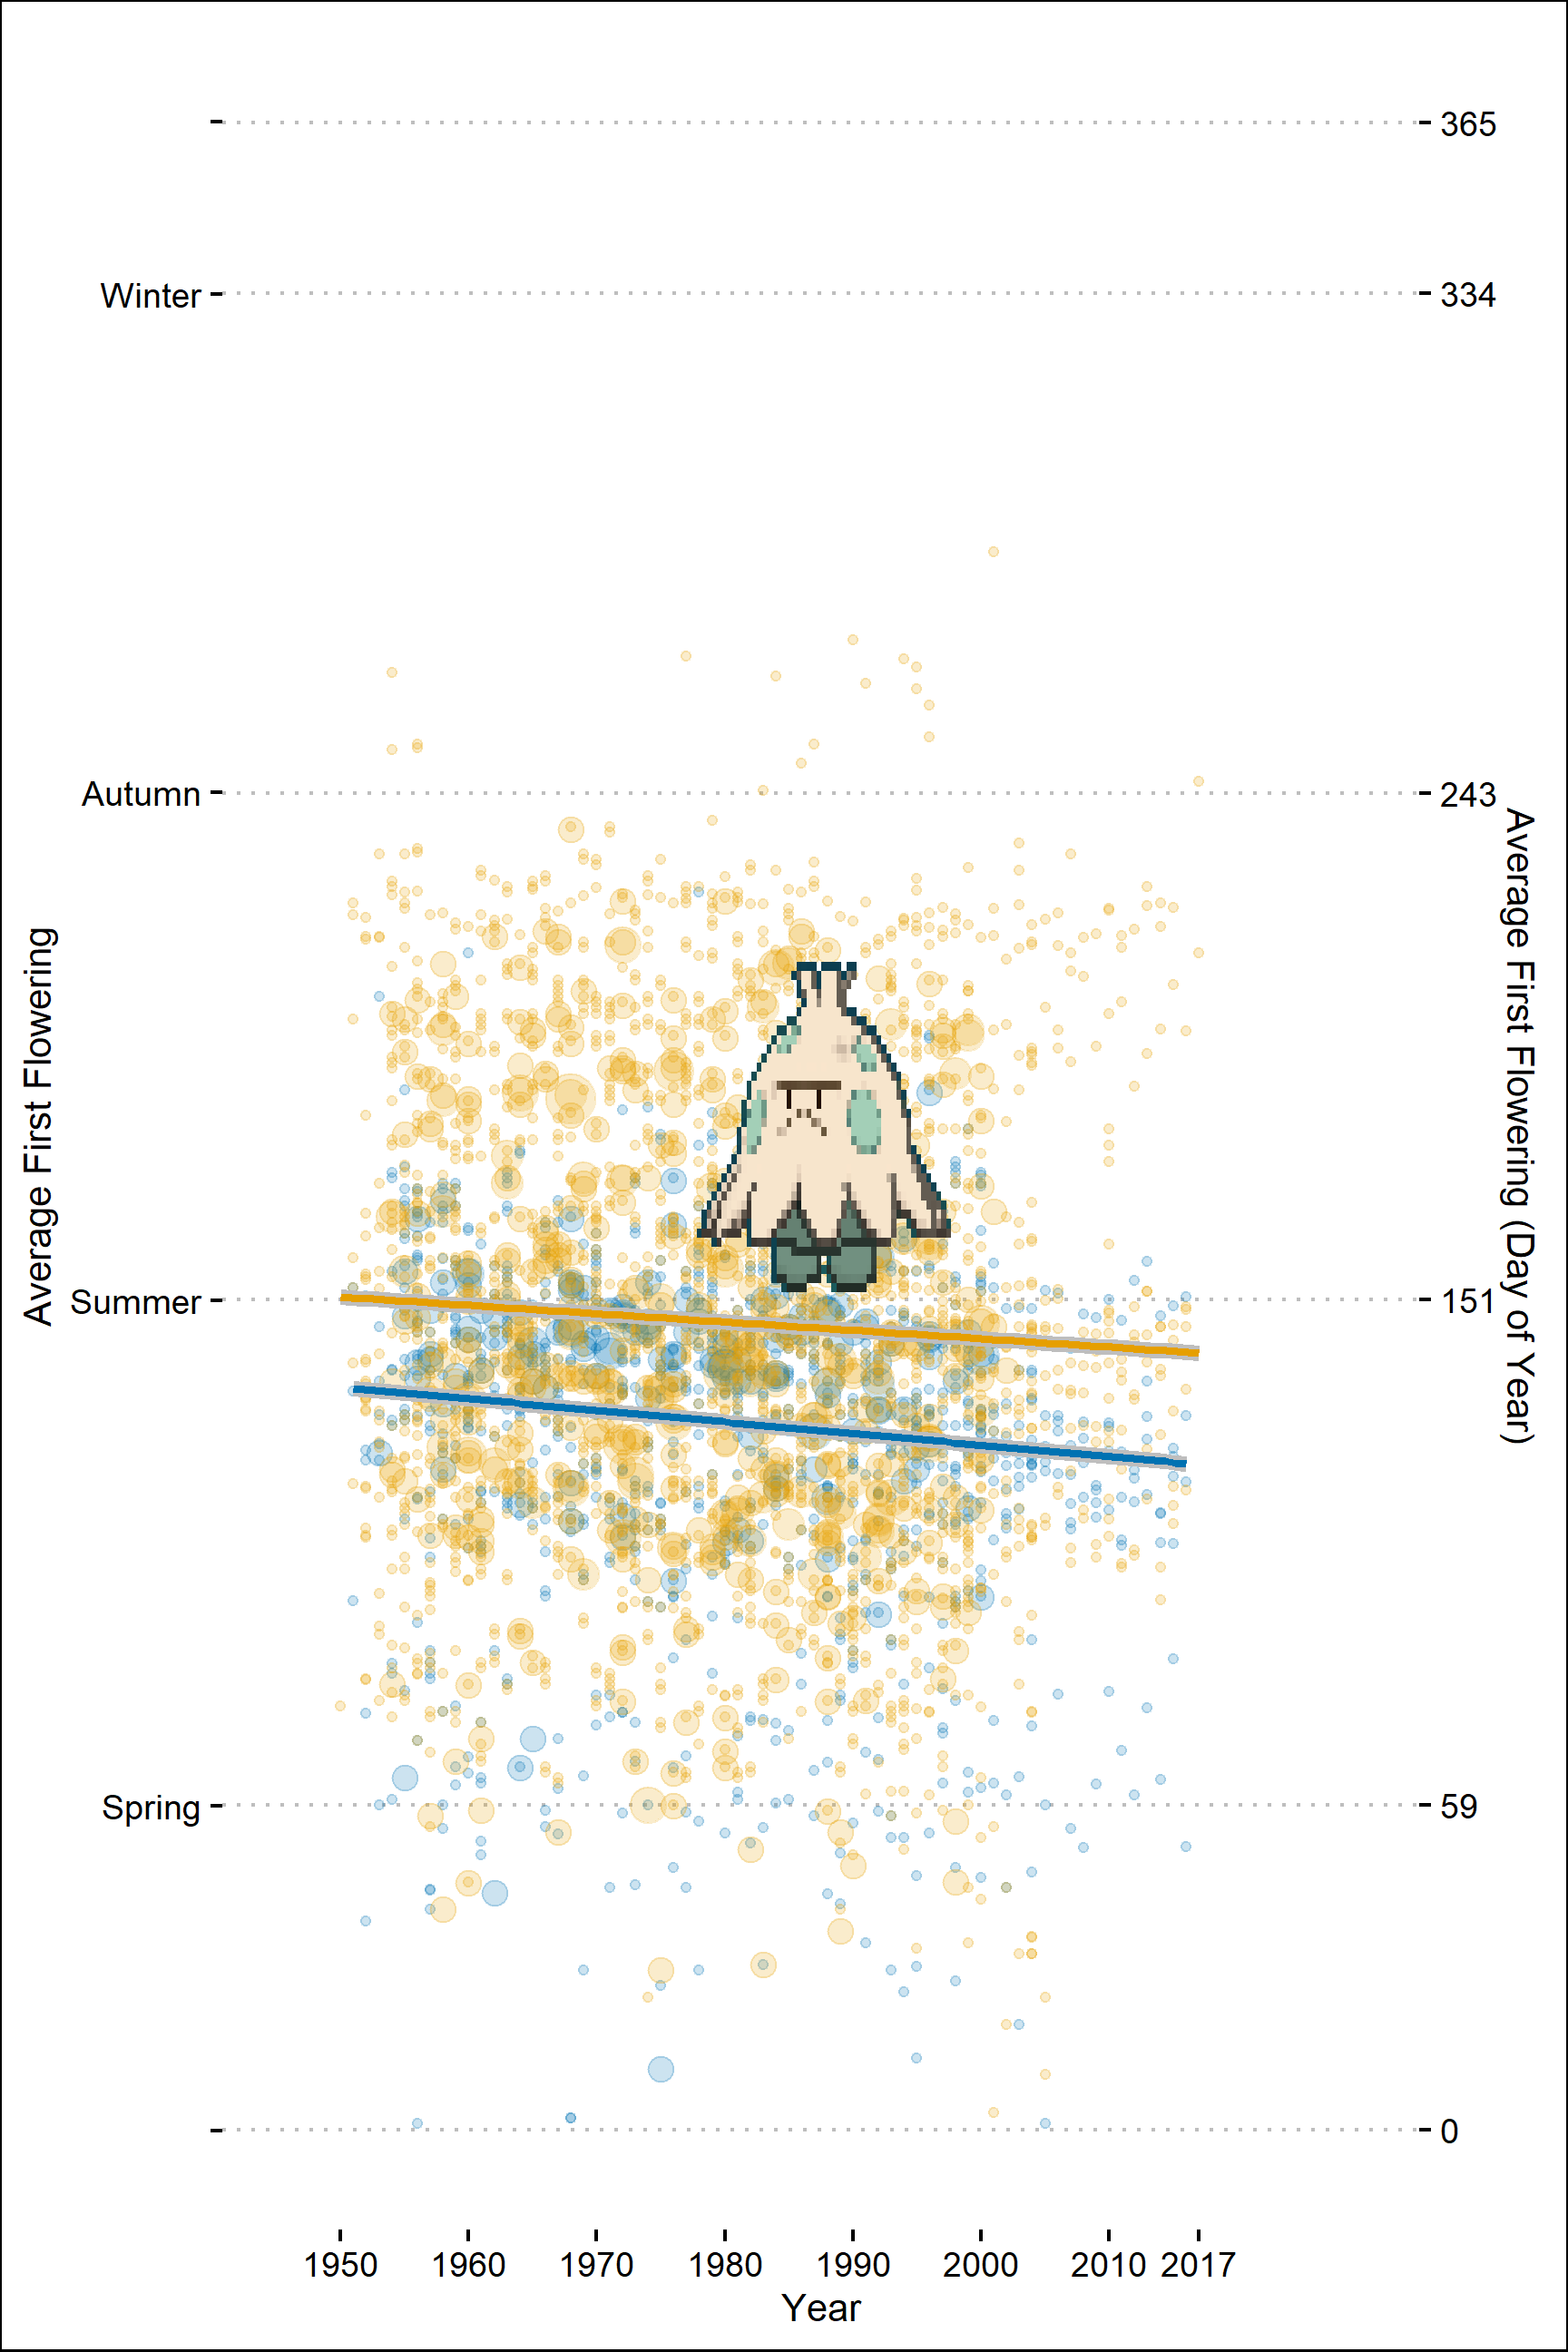 365
Winter
334
Autumn
243
Average First Flowering
Average First Flowering (Day of Year)
Summer
151
Spring
59
0
1950 1960 1970 1980 1990 2000 2010 2017
Year